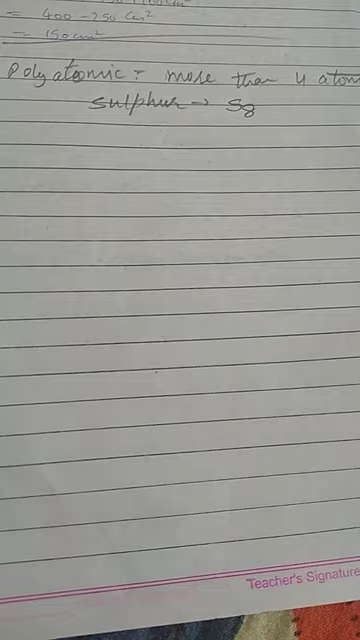 = 400 - 250 cm²
= 150 cm²
Polyatomic = more than 4 atom
sulphur → S8
Teacher's Signature